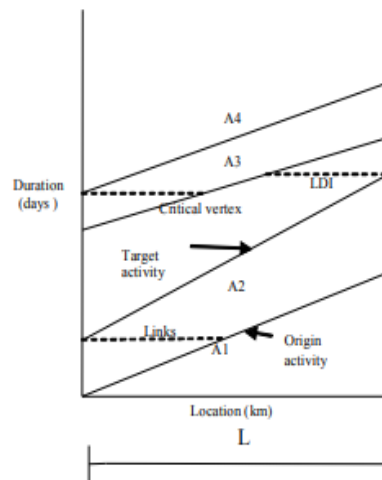 A4
A3
Duration
(days )
LDI
Critical vertex
Target
activity
A2
Links
A1
Origin
activity
Location (km)
L